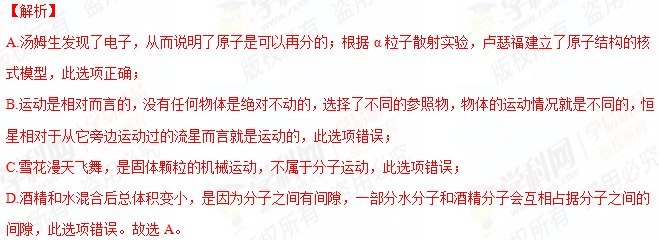 【解析】
A.汤姆生发现了电子，从而说明了原子是可以再分的；根据 α 粒子散射实验，卢瑟福建立了原子结构的核
式模型，此选项正确；
B.运动是相对而言的，没有任何物体是绝对不动的，选择了不同的参照物，物体的运动情况就是不同的，恒
星相对于从它旁边运动过的流星而言就是运动的，此选项错误；
C.雪花漫天飞舞，是固体颗粒的机械运动，不属于分子运动，此选项错误；
D.酒精和水混合后总体积变小，是因为分子之间有间隙，一部分水分子和酒精分子会互相占据分子之间的
间隙，此选项错误。故选 A。